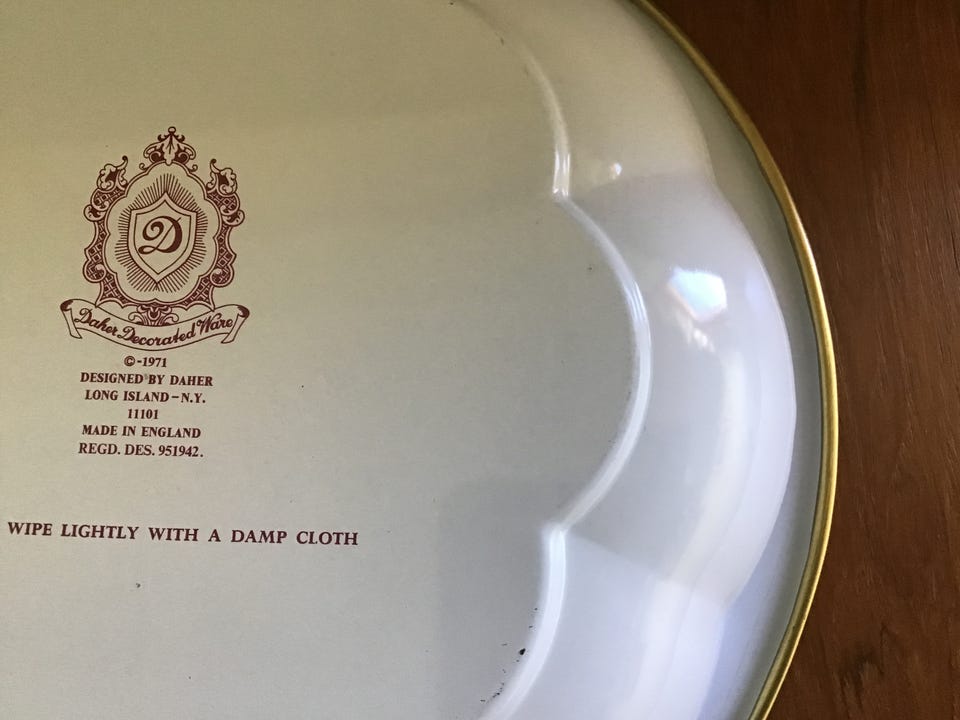 D
Daher Decorated Ware
©-1971
DESIGNED BY DAHER
LONG ISLAND-N.Y.
11101
MADE IN ENGLAND
REGD. DES. 951942.
WIPE LIGHTLY WITH A DAMP CLOTH